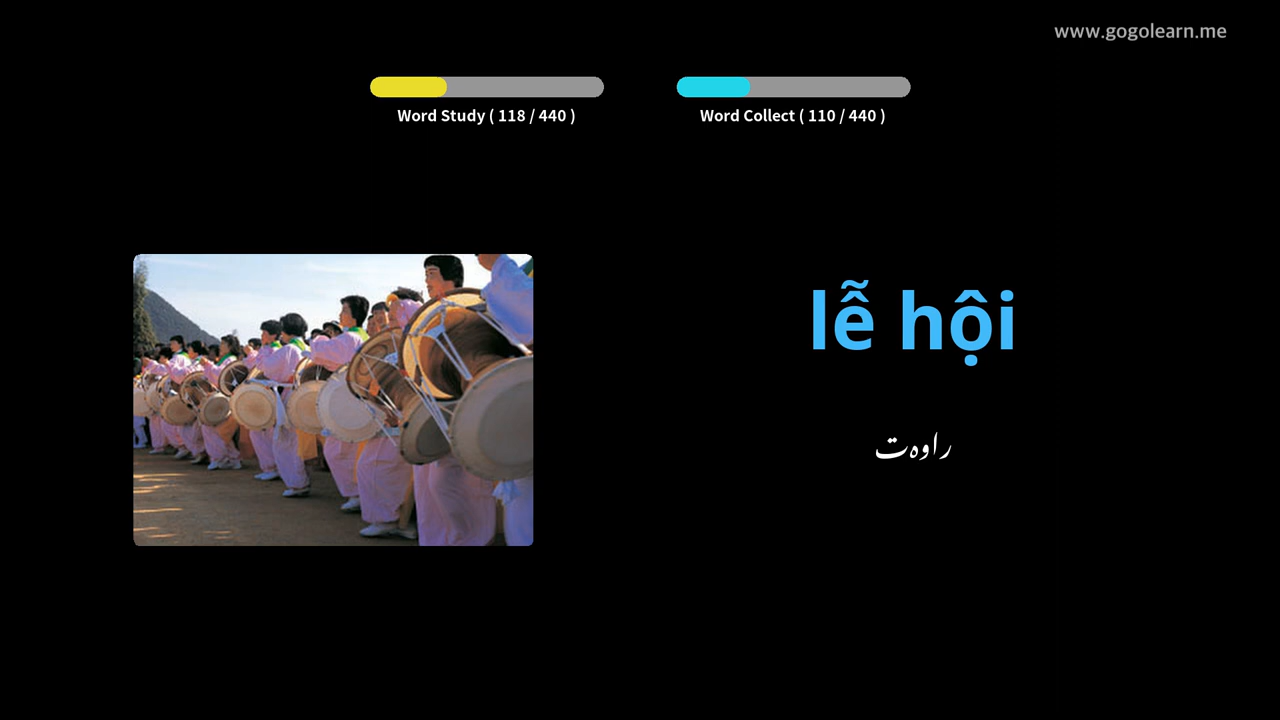 www.gogolearn.me
Word Study ( 118 / 440 )
Word Collect ( 110 / 440 )
lễ hội
راوەت